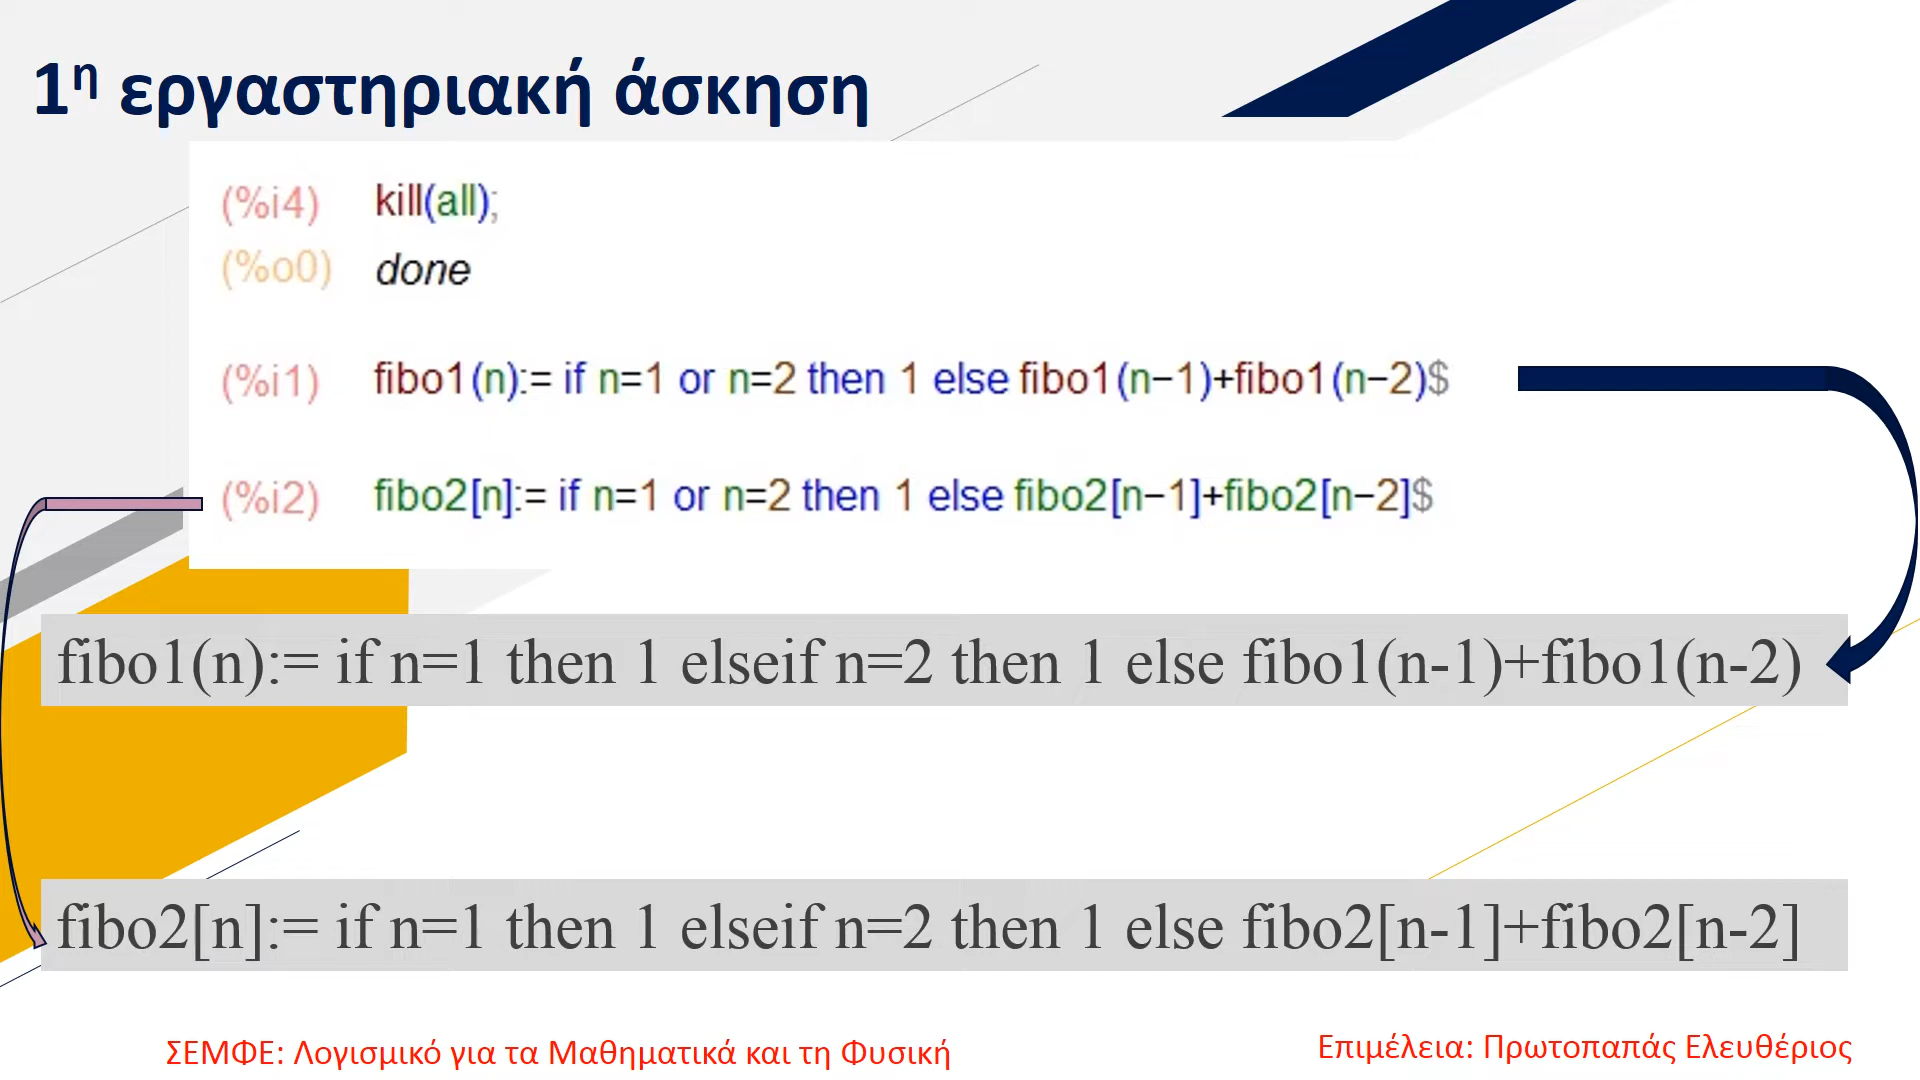 1η εργαστηριακή άσκηση
(%i4) kill(all);
(%o0) done
(%i1) fibo1(n):= if n=1 or n=2 then 1 else fibo1(n−1)+fibo1(n−2)$
(%i2) fibo2[n]:= if n=1 or n=2 then 1 else fibo2[n−1]+fibo2[n−2]$
fibo1(n):= if n=1 then 1 elseif n=2 then 1 else fibo1(n-1)+fibo1(n-2)
fibo2[n]:= if n=1 then 1 elseif n=2 then 1 else fibo2[n-1]+fibo2[n-2]
ΣΕΜΦΕ: Λογισμικό για τα Μαθηματικά και τη Φυσική
Επιμέλεια: Πρωτοπαπάς Ελευθέριος